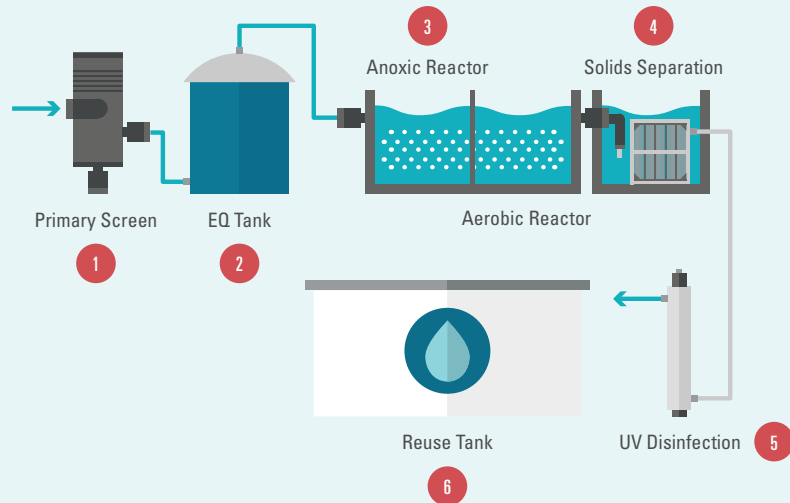 3
4
Anoxic Reactor
Solids Separation
Primary Screen
EQ Tank
Aerobic Reactor
1
2
Reuse Tank
UV Disinfection
5
6